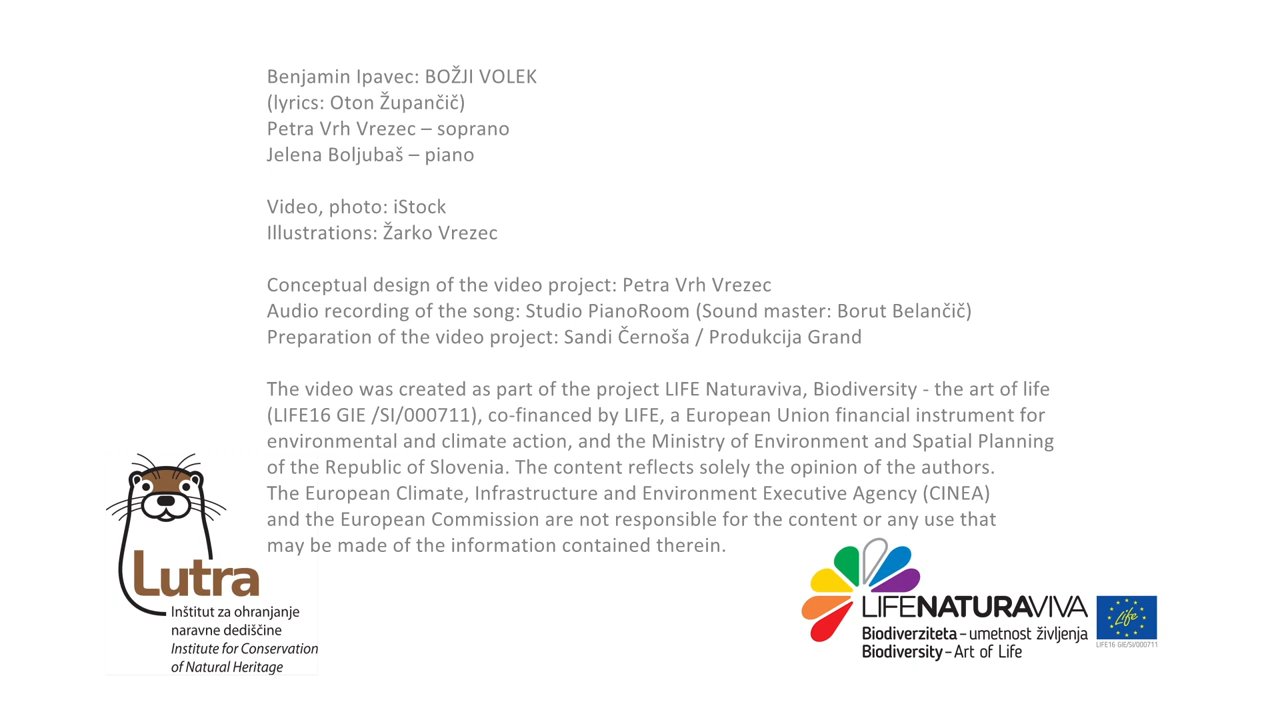 Benjamin Ipavec: BOŽJI VOLEK
(lyrics: Oton Župančič)
Petra Vrh Vrezec – soprano
Jelena Boljubaš – piano
Video, photo: iStock
Illustrations: Žarko Vrezec
Conceptual design of the video project: Petra Vrh Vrezec
Audio recording of the song: Studio PianoRoom (Sound master: Borut Belančič)
Preparation of the video project: Sandi Černoša / Produkcija Grand
The video was created as part of the project LIFE Naturaviva, Biodiversity - the art of life
(LIFE16 GIE /SI/000711), co-financed by LIFE, a European Union financial instrument for
environmental and climate action, and the Ministry of Environment and Spatial Planning
of the Republic of Slovenia. The content reflects solely the opinion of the authors.
The European Climate, Infrastructure and Environment Executive Agency (CINEA)
and the European Commission are not responsible for the content or any use that
may be made of the information contained therein.
Lutra
Inštitut za ohranjanje
naravne dediščine
Institute for Conservation
of Natural Heritage
LIFENATURAVIVA
Biodiverziteta – umetnost življenja
Biodiversity – Art of Life
Life
LIFE16 GIE/SI/000711